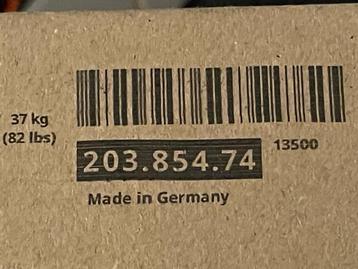 37 kg
(82 lbs)
13500
203.854.74
Made in Germany